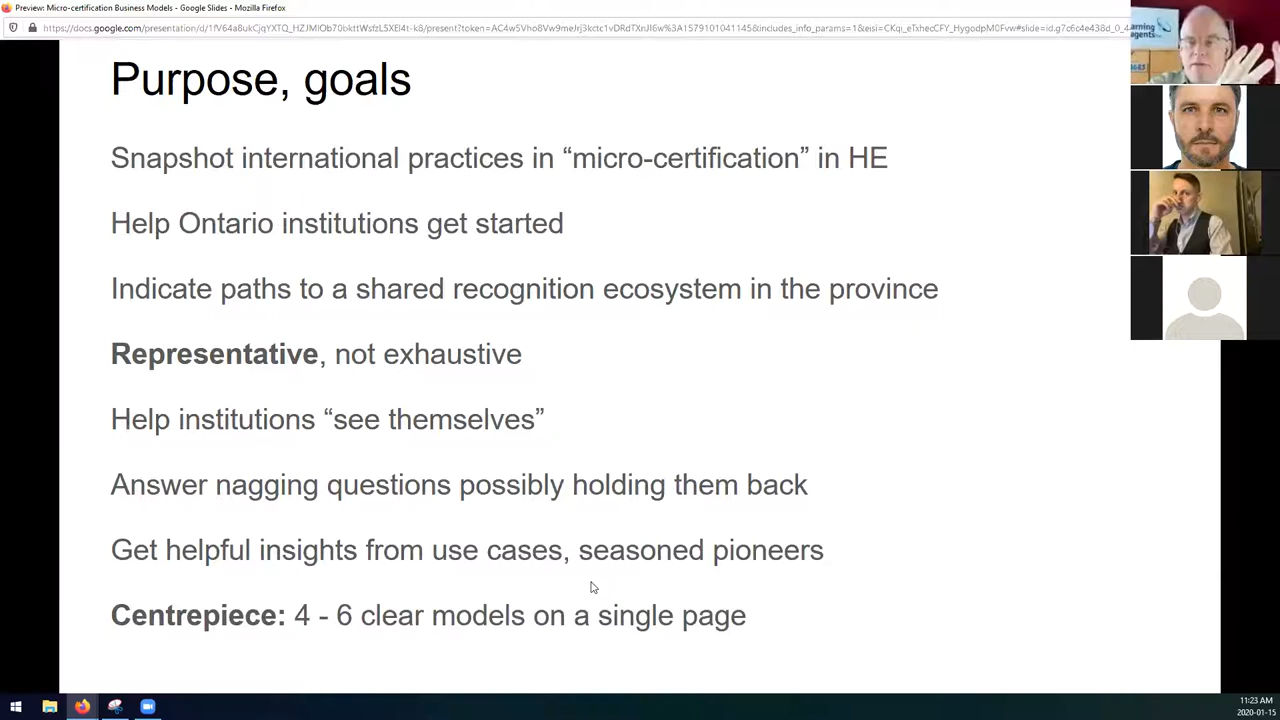 Preview: Micro-certification Business Models - Google Slides - Mozilla Firefox
Purpose, goals
Snapshot international practices in “micro-certification” in HE
Help Ontario institutions get started
Indicate paths to a shared recognition ecosystem in the province
Representative, not exhaustive
Help institutions “see themselves”
Answer nagging questions possibly holding them back
Get helpful insights from use cases, seasoned pioneers
Centrepiece: 4 - 6 clear models on a single page
earning
agents
11:23 AM
2020-01-15